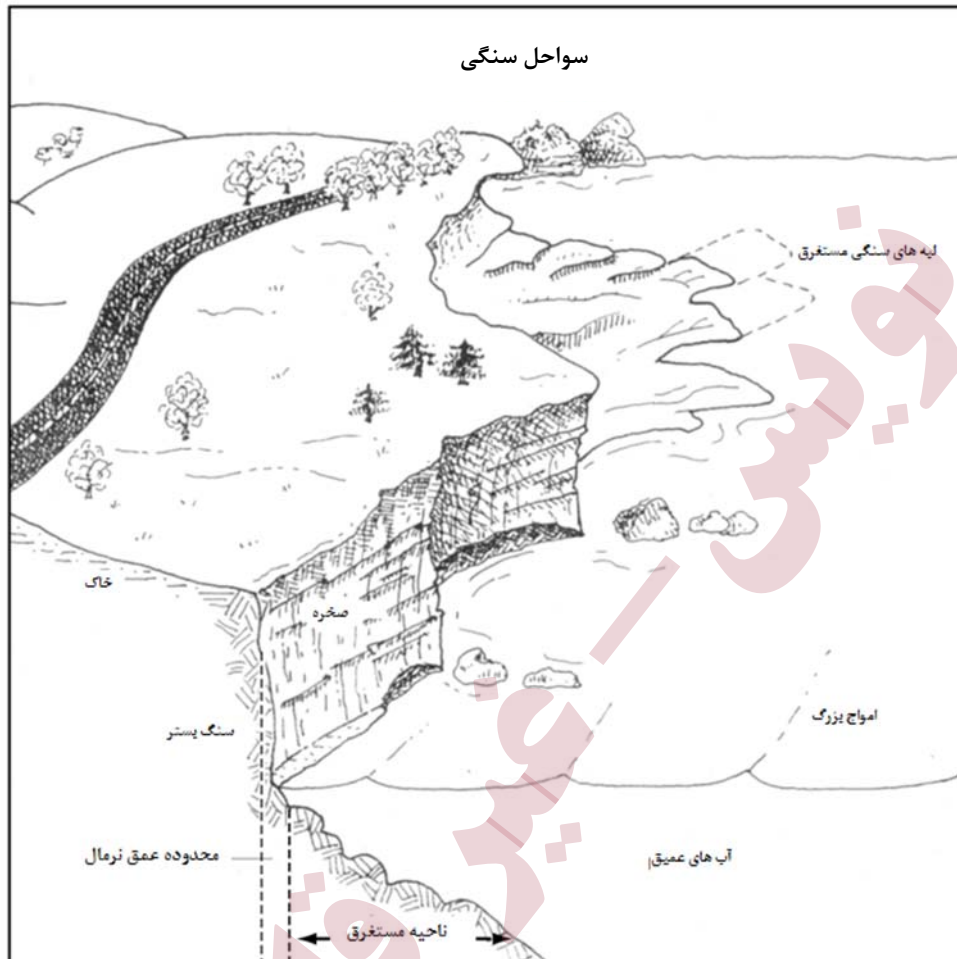 سواحل سنگی
لبه های سنگی مستغرق
خاک
صخره
امواج بزرگ
سنگ بستر
محدوده عمق نرمال
آب های عمیق
ناحیه مستغرق